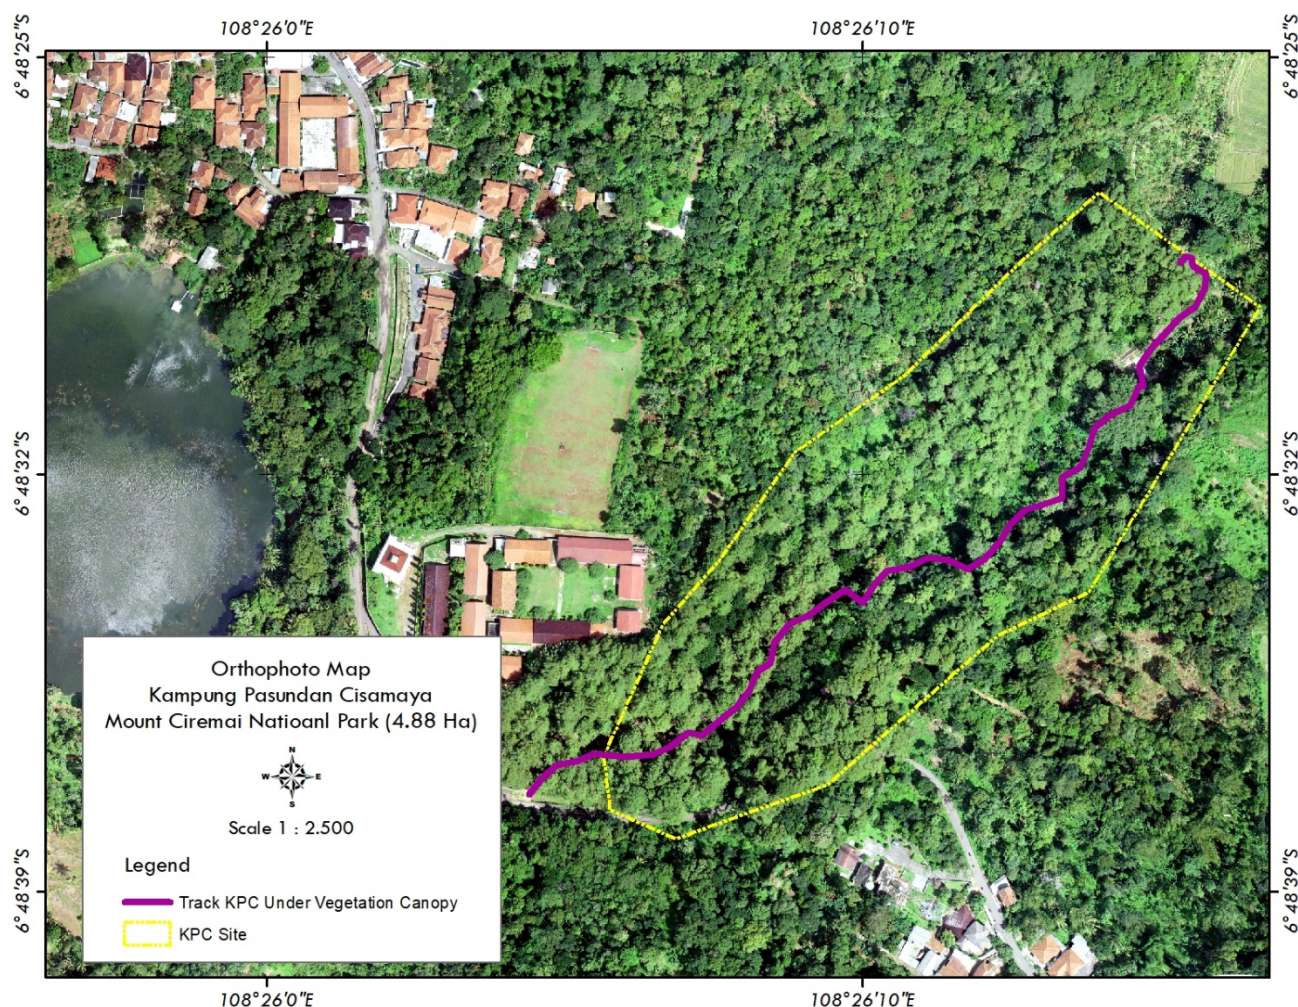 108°26'0"E
108°26'10"E
6°48'25"S
6°48'25"S
6°48'32"S
6°48'32"S
6°48'39"S
6°48'39"S
Orthophoto Map
Kampung Pasundan Cisamaya
Mount Ciremai Natioanl Park (4.88 Ha)
N
W
E
S
Scale 1 : 2.500
Legend
Track KPC Under Vegetation Canopy
KPC Site
108°26'0"E
108°26'10"E